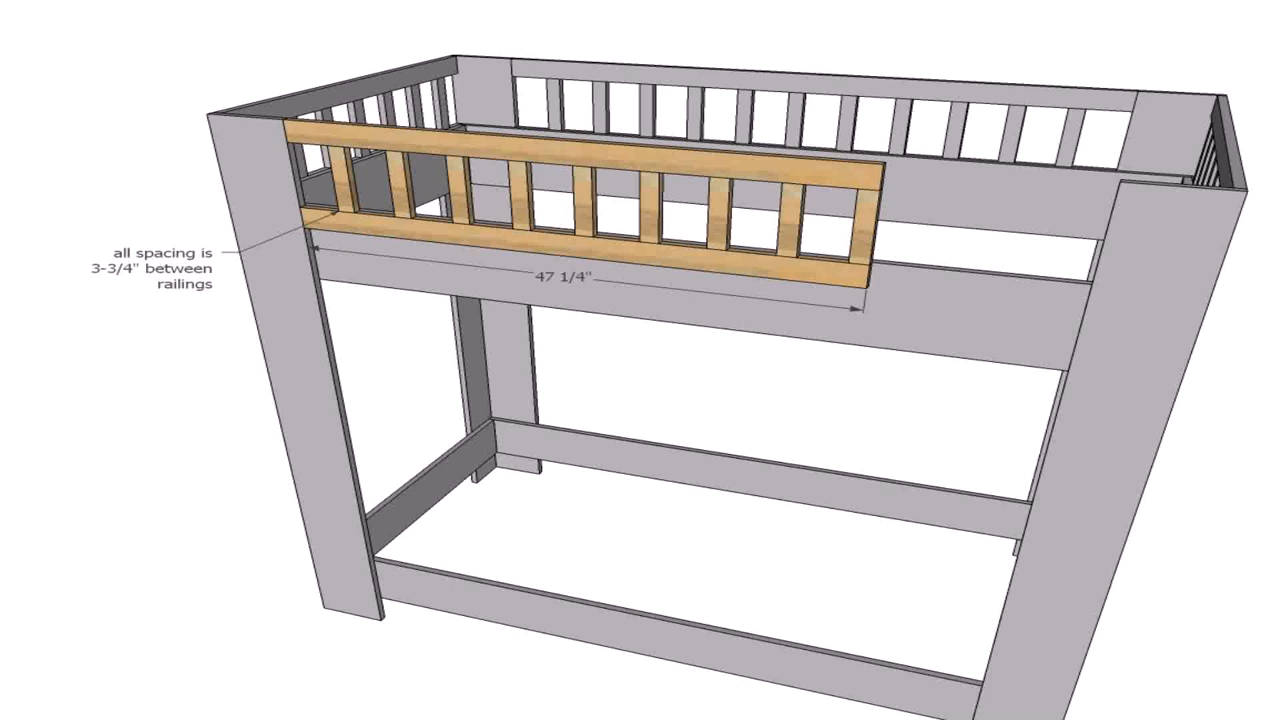 all spacing is
3-3/4" between
railings
47 1/4"